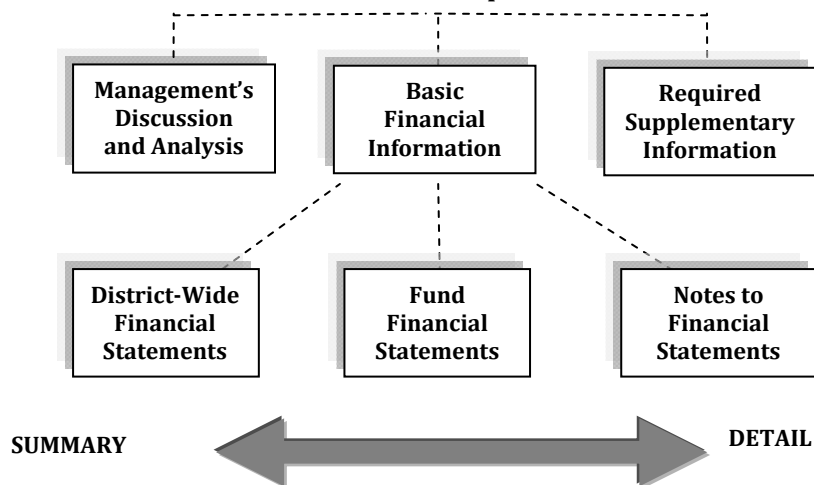 Management's
Discussion
and Analysis
Basic
Financial
Information
Required
Supplementary
Information
District-Wide
Financial
Statements
Fund
Financial
Statements
Notes to
Financial
Statements
SUMMARY
DETAIL